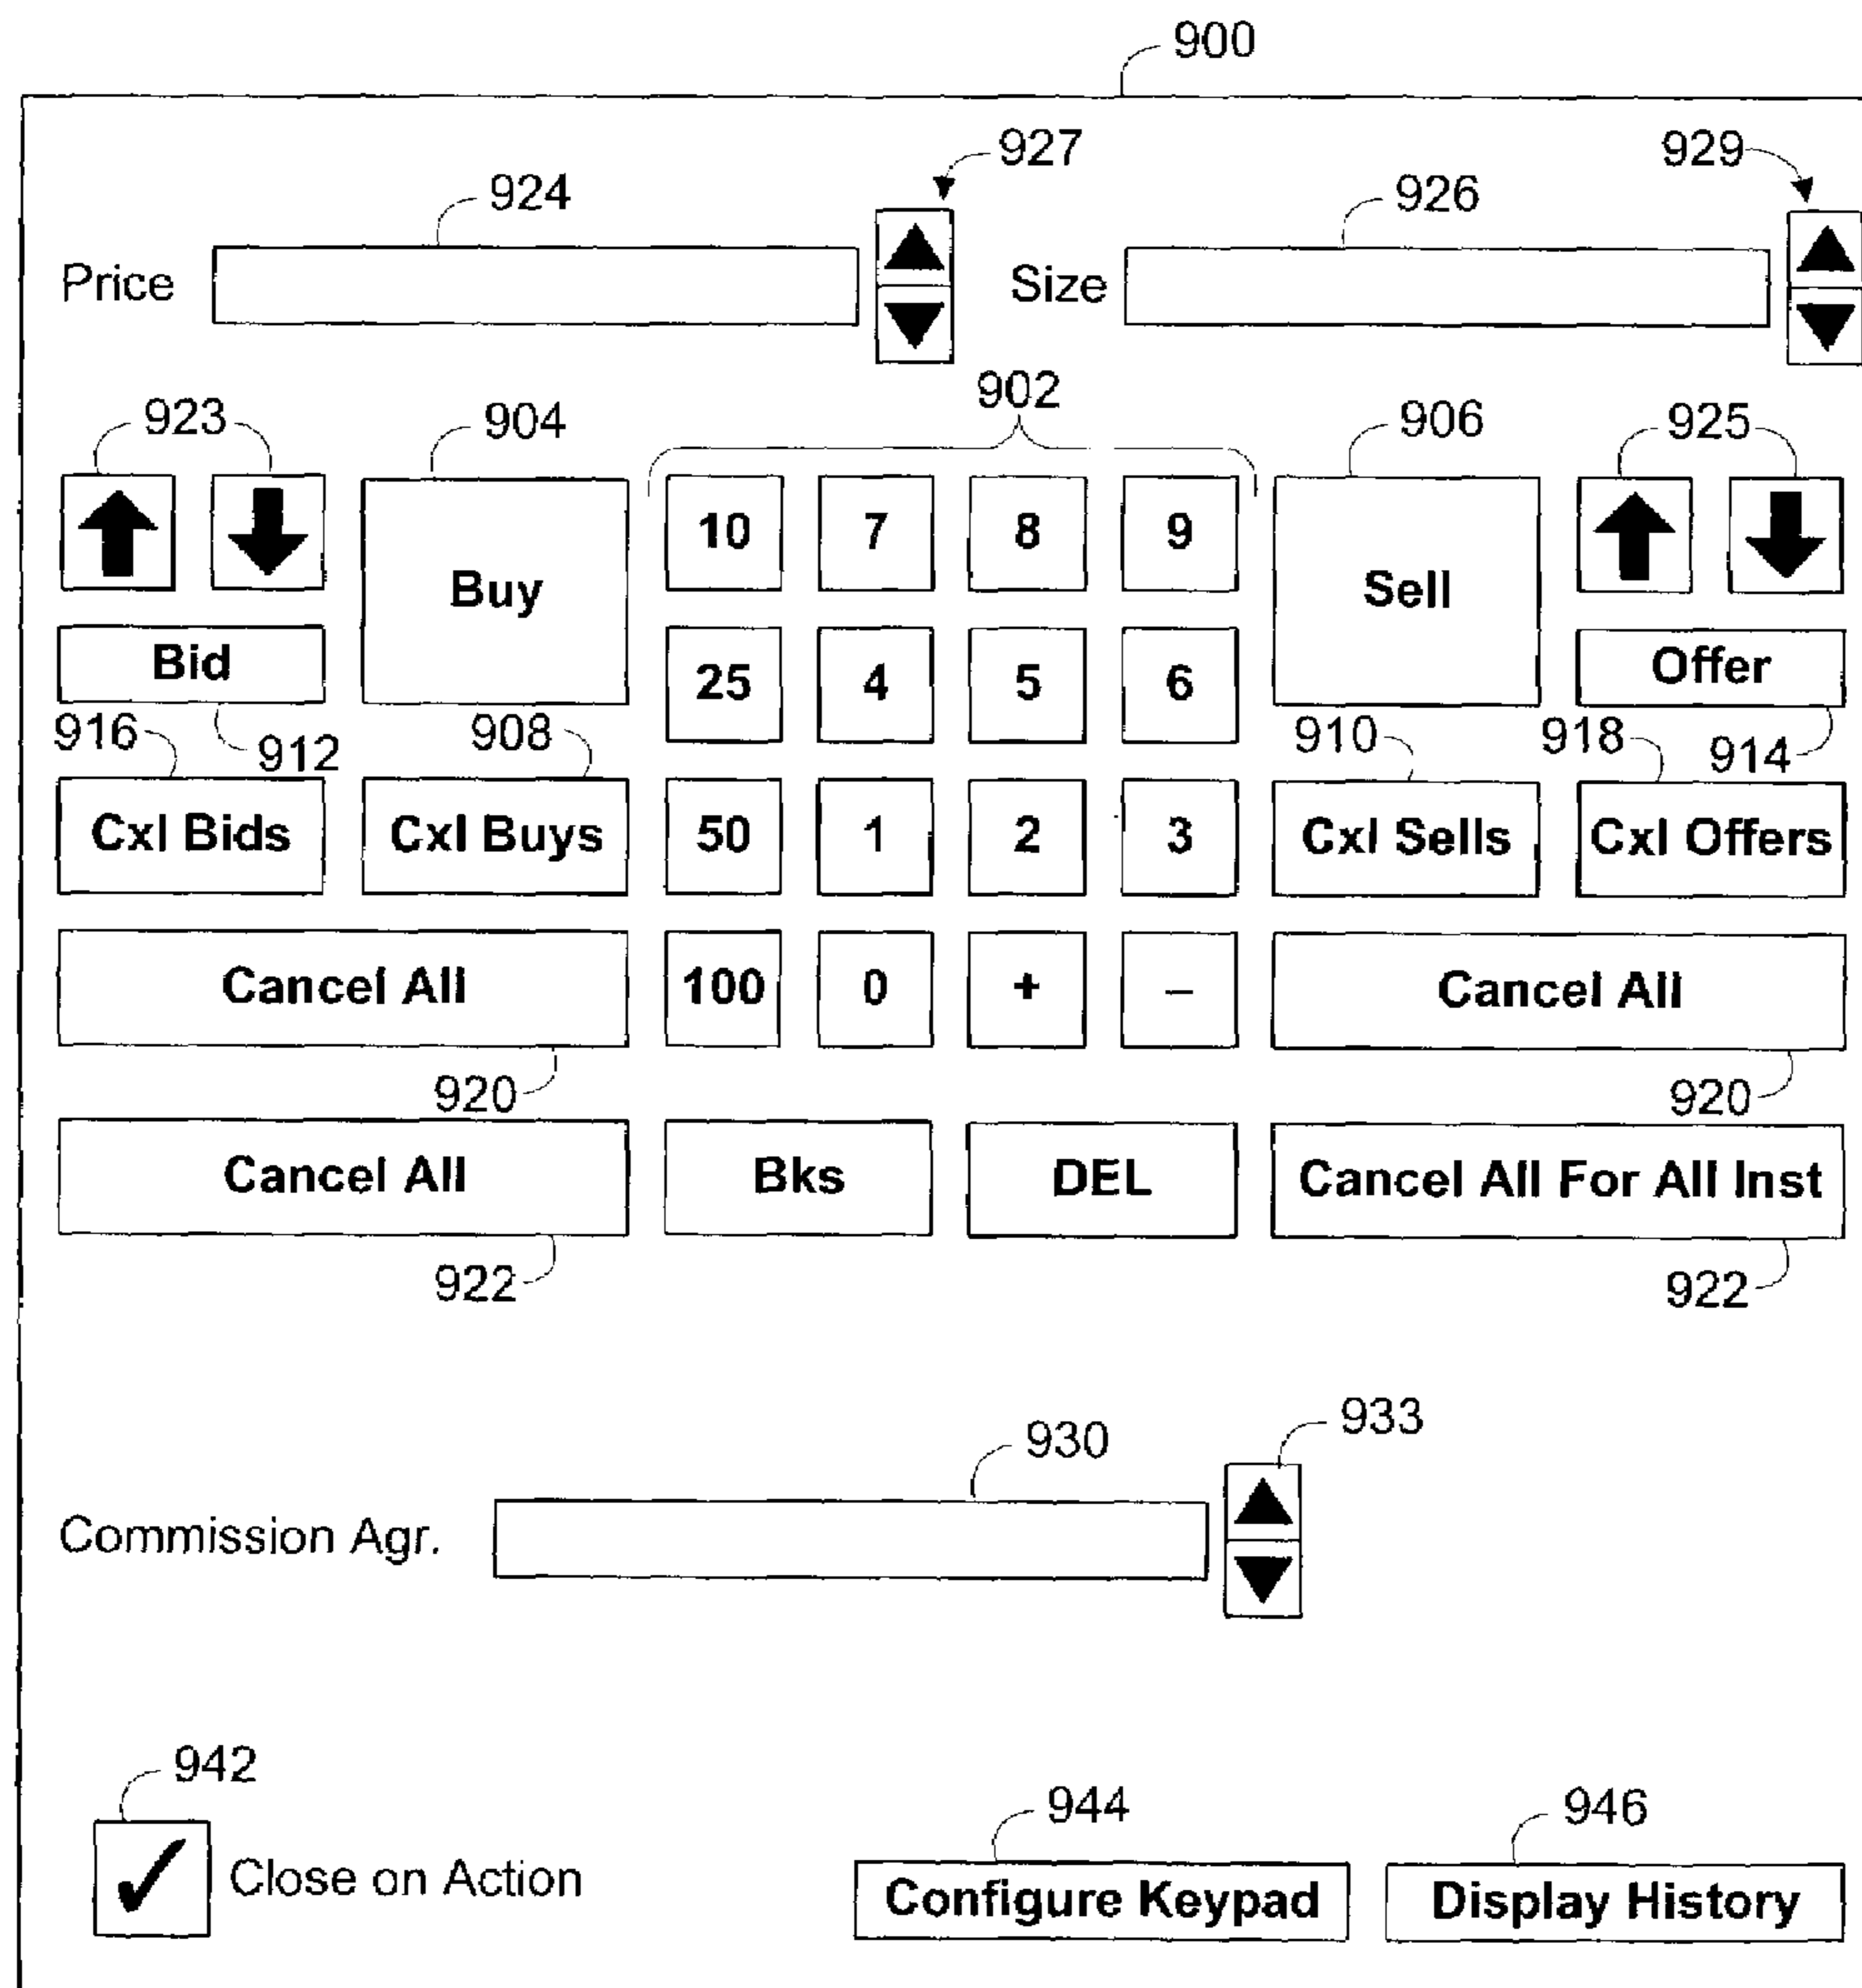 900
927
929
924
926
Price
Size
902
923
904
906
925
10 7 8 9
Buy
Sell
Bid
25 4 5 6
Offer
916
912
908
910
918
914
Cxl Bids
Cxl Buys
50 1 2 3
Cxl Sells
Cxl Offers
Cancel All
100 0 + –
Cancel All
920
920
Cancel All
Bks
DEL
Cancel All For All Inst
922
922
933
930
Commission Agr.
942
944
946
Close on Action
Configure Keypad
Display History